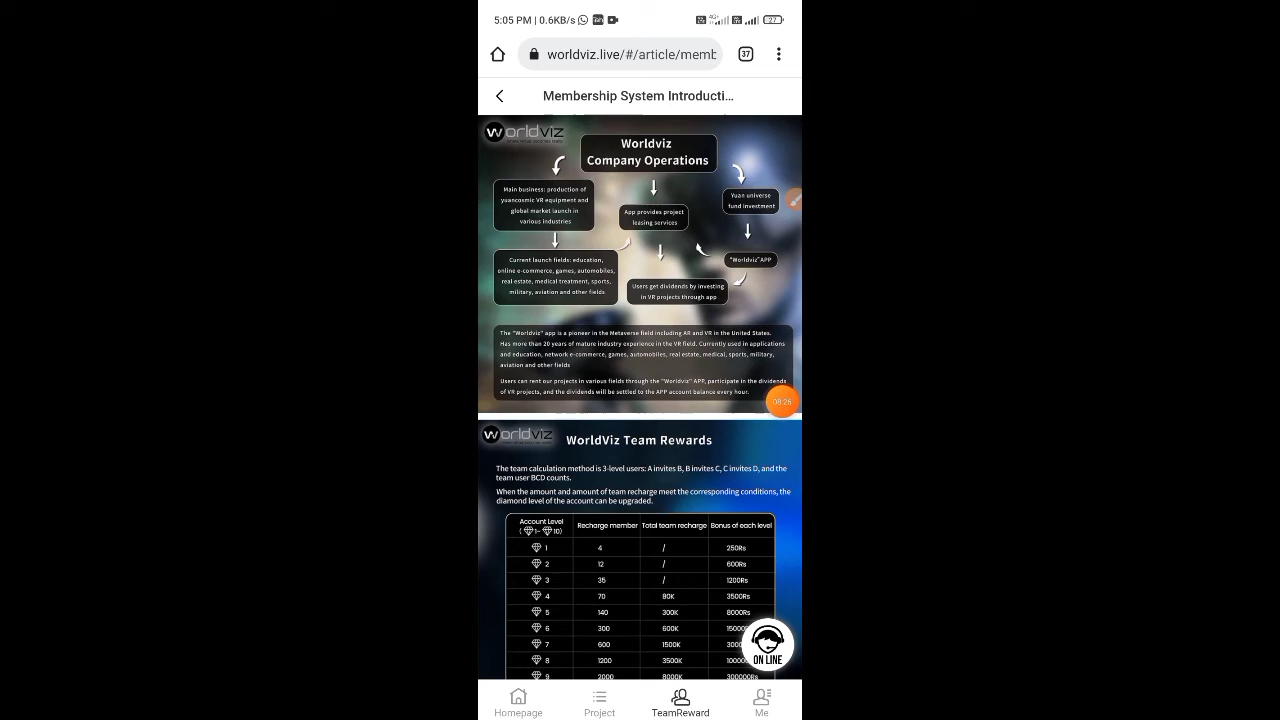 5:05 PM | 0.6KB/s
27
worldviz.live/#/article/memb
37
Membership System Introducti...
Worldviz
Worldviz
Company Operations
Main business: production of
yuancosmic VR equipment and
global market launch in
various industries
App provides project
leasing services
Yuan universe
fund investment
Current launch fields: education,
online e-commerce, games, automobiles,
real estate, medical treatment, sports,
military, aviation and other fields
"Worldviz"APP
Users get dividends by investing
in VR projects through app
The "Worldviz" app is a pioneer in the Metaverse field including AR and VR in the United States.
Has more than 20 years of mature industry experience in the VR field. Currently used in applications
and education, network e-commerce, games, automobiles, real estate, medical, sports, military,
aviation and other fields
Users can rent our projects in various fields through the "Worldviz" APP, participate in the dividends
of VR projects, and the dividends will be settled to the APP account balance every hour.
08:26
Worldviz
WorldViz Team Rewards
The team calculation method is 3-level users: A invites B, B invites C, C invites D, and the
team user BCD counts.
When the amount and amount of team recharge meet the corresponding conditions, the
diamond level of the account can be upgraded.
Account Level Recharge member Total team recharge Bonus of each level
( 1- 10)
1 4 / 250Rs
2 12 / 600Rs
3 35 / 1200Rs
4 70 80K 3500Rs
5 140 300K 8000Rs
6 300 600K 15000
7 600 1500K 3000
8 1200 3500K 10000
9 2000 8000K 300000Rs
ON LINE
Homepage Project TeamReward Me